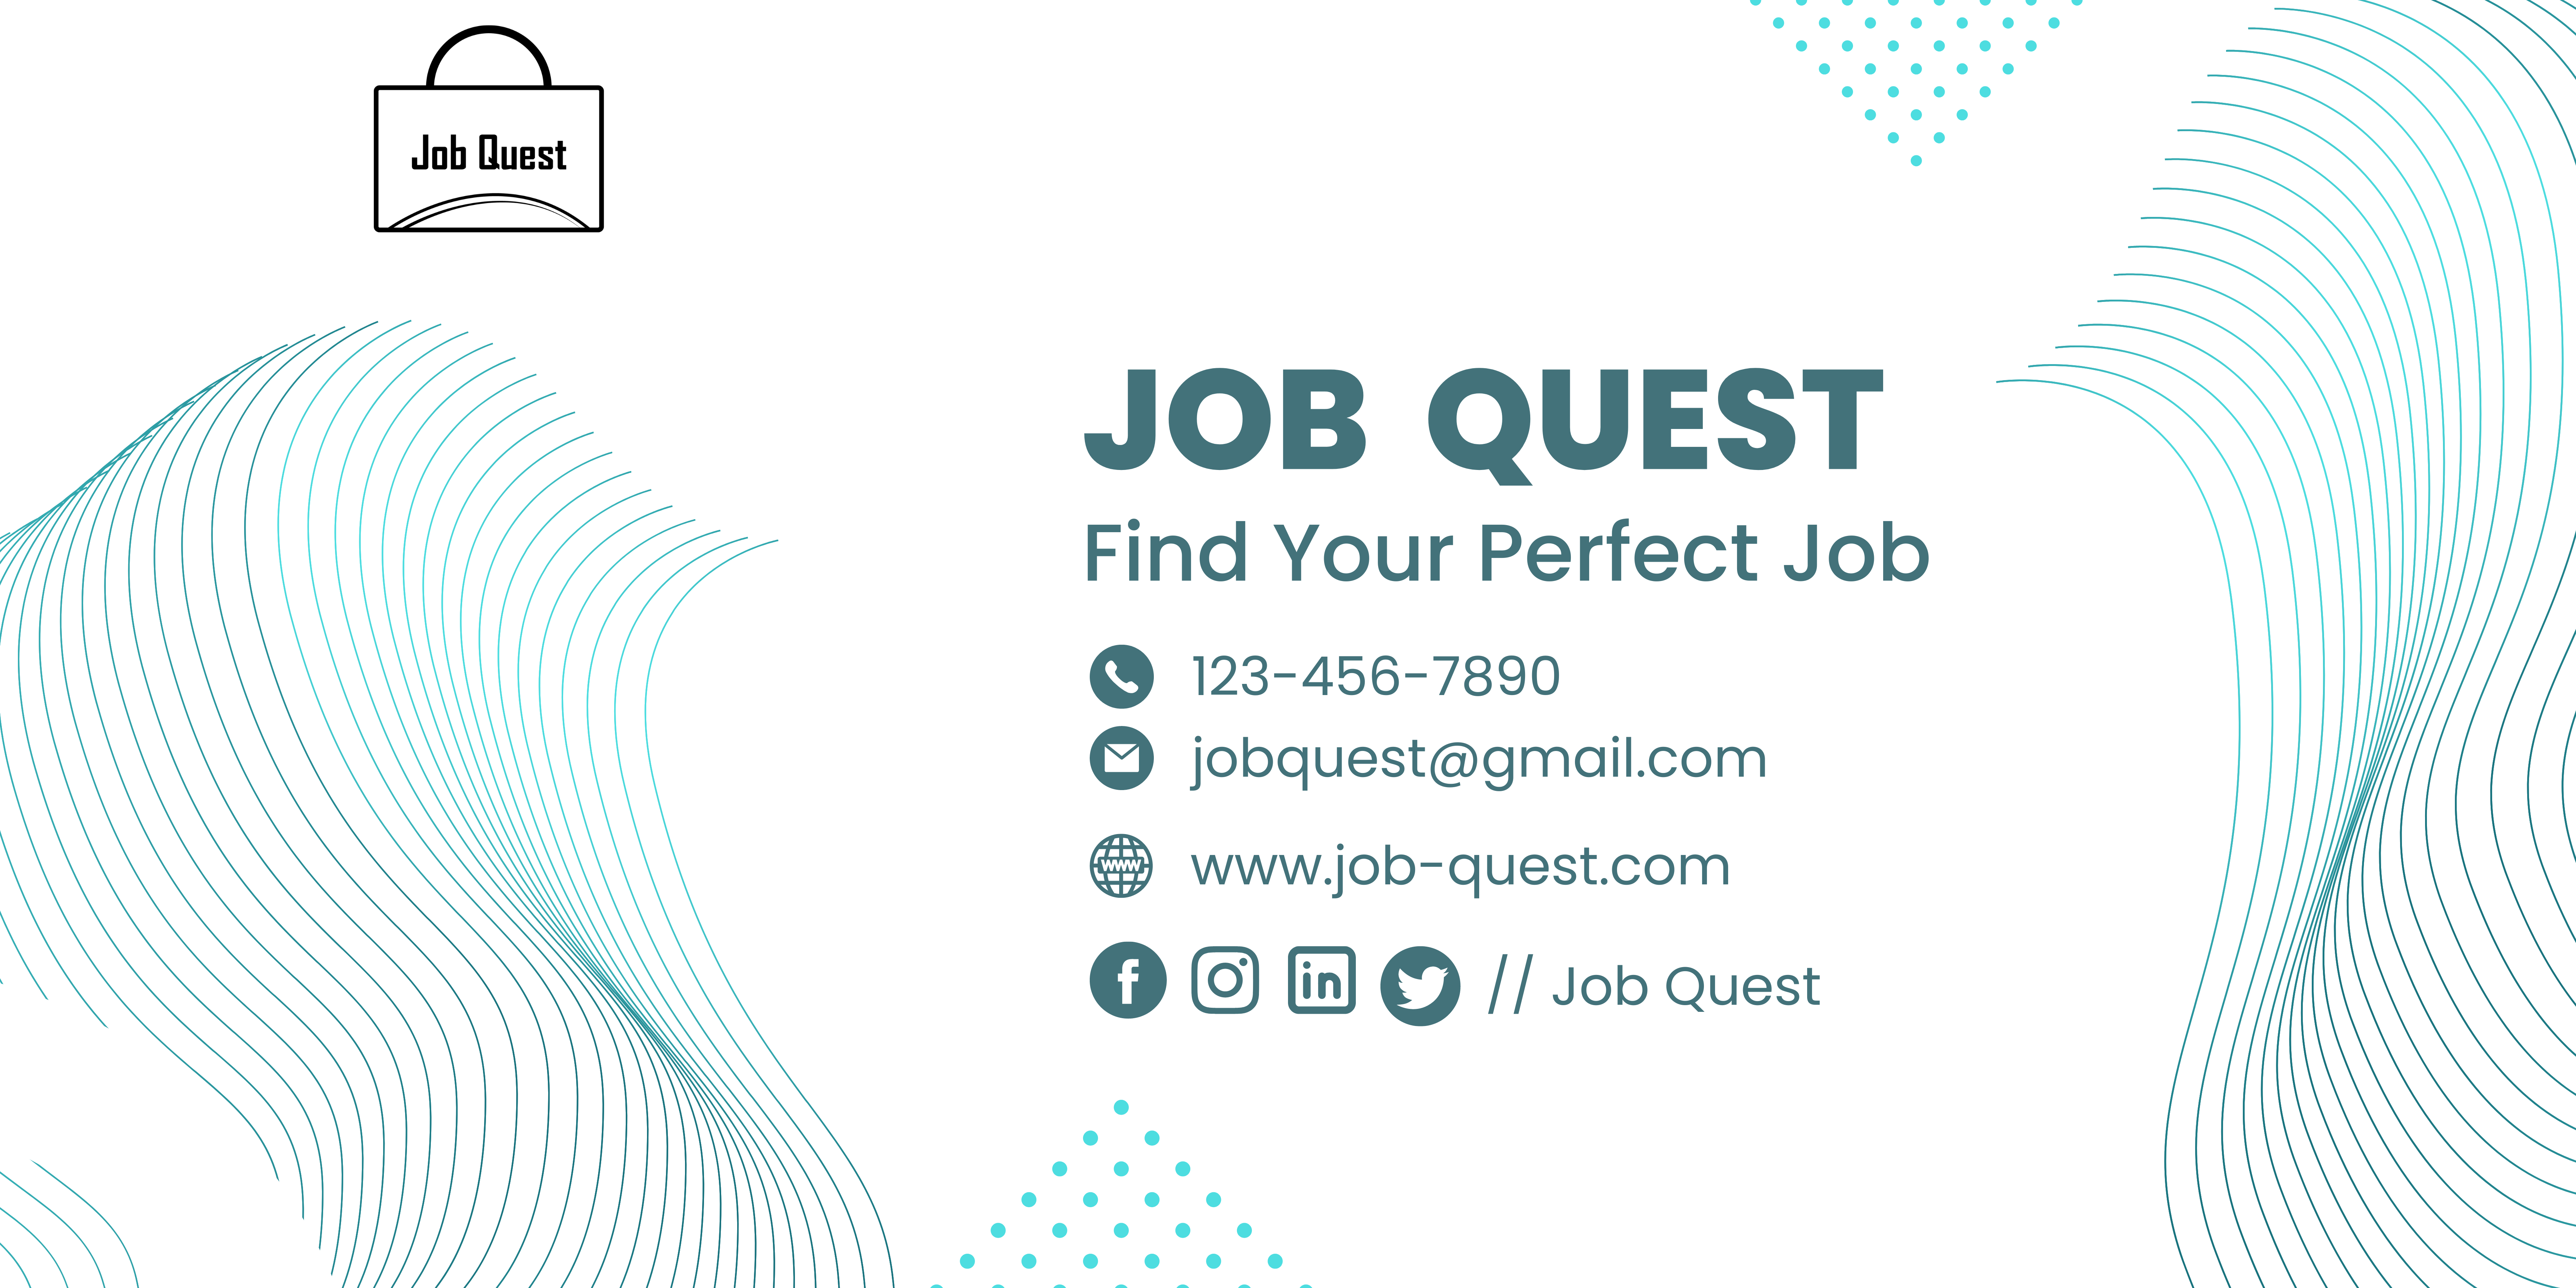 Job Quest
JOB QUEST
Find Your Perfect Job
123-456-7890
jobquest@gmail.com
www
www.job-quest.com
f in // Job Quest